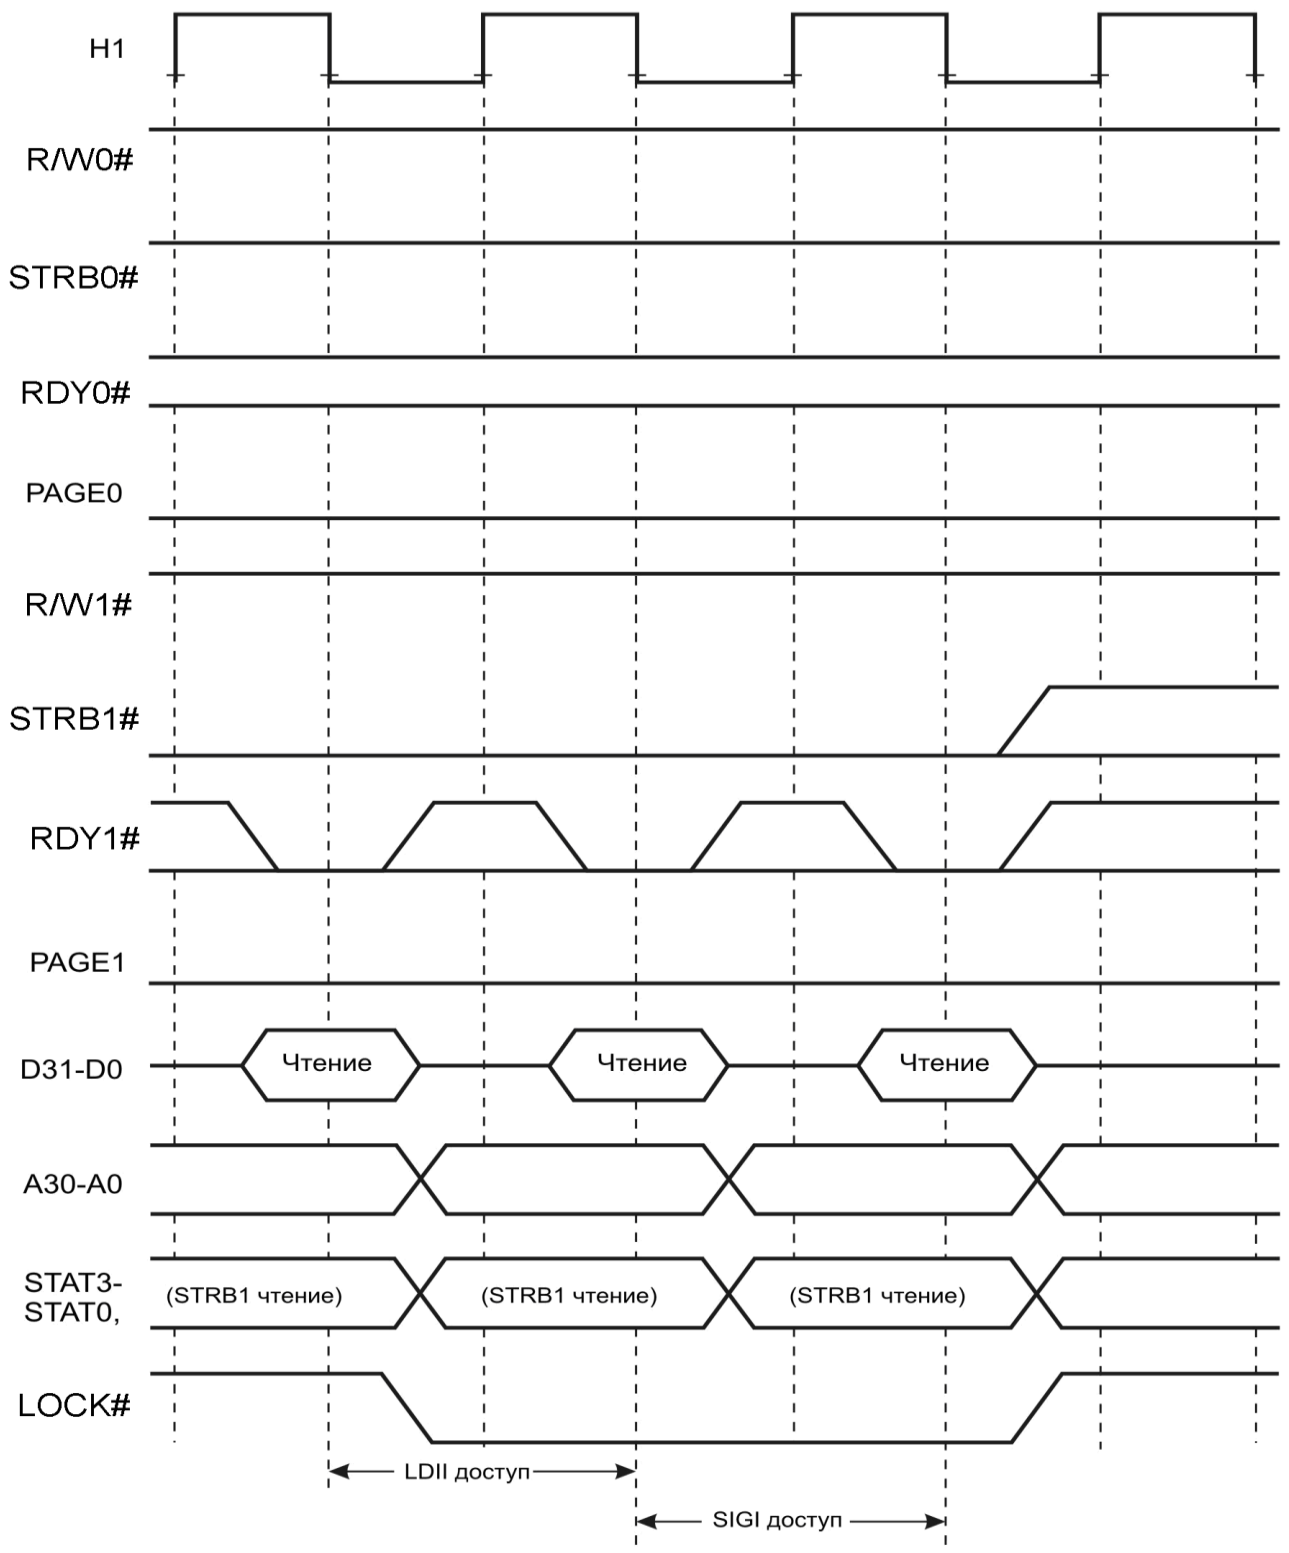 H1
R/W0#
STRB0#
RDY0#
PAGE0
R/W1#
STRB1#
RDY1#
PAGE1
D31-D0
Чтение
Чтение
Чтение
A30-A0
STAT3-
STAT0,
(STRB1 чтение)
(STRB1 чтение)
(STRB1 чтение)
LOCK#
LDII доступ
SIGI доступ